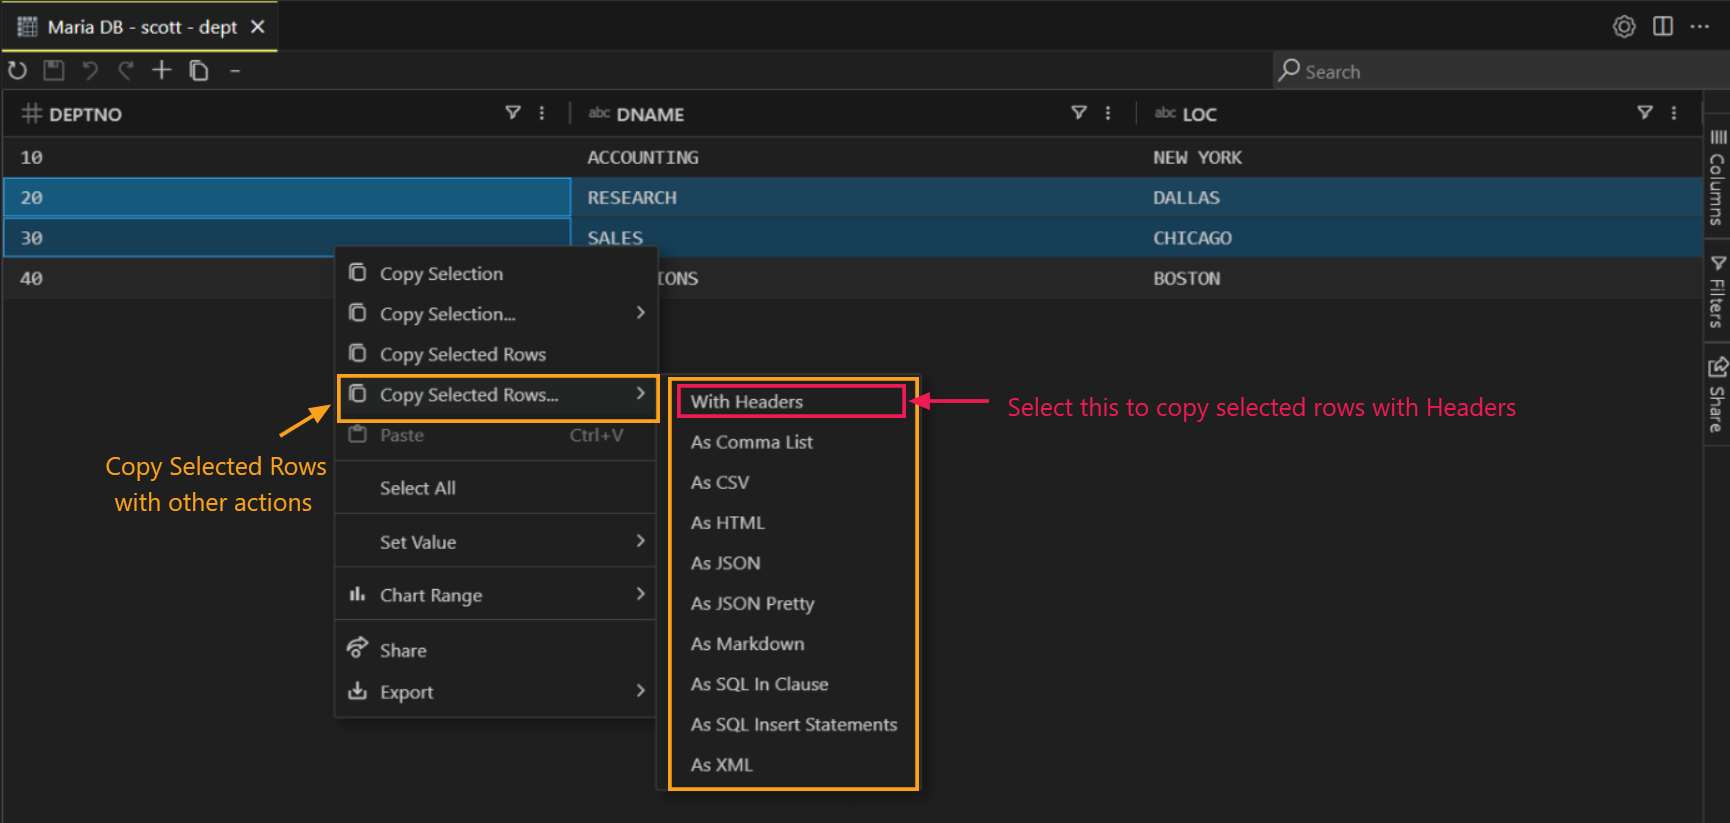 Maria DB - scott - dept
Search
DEPTNO abc DNAME abc LOC
10 ACCOUNTING NEW YORK
20 RESEARCH DALLAS
30 SALES CHICAGO
40 IONS BOSTON
Columns
Filters
Share
Copy Selection
Copy Selection...
Copy Selected Rows
Copy Selected Rows...
Paste Ctrl+V
Select All
Set Value
Chart Range
Share
Export
With Headers
As Comma List
As CSV
As HTML
As JSON
As JSON Pretty
As Markdown
As SQL In Clause
As SQL Insert Statements
As XML
Select this to copy selected rows with Headers
Copy Selected Rows
with other actions